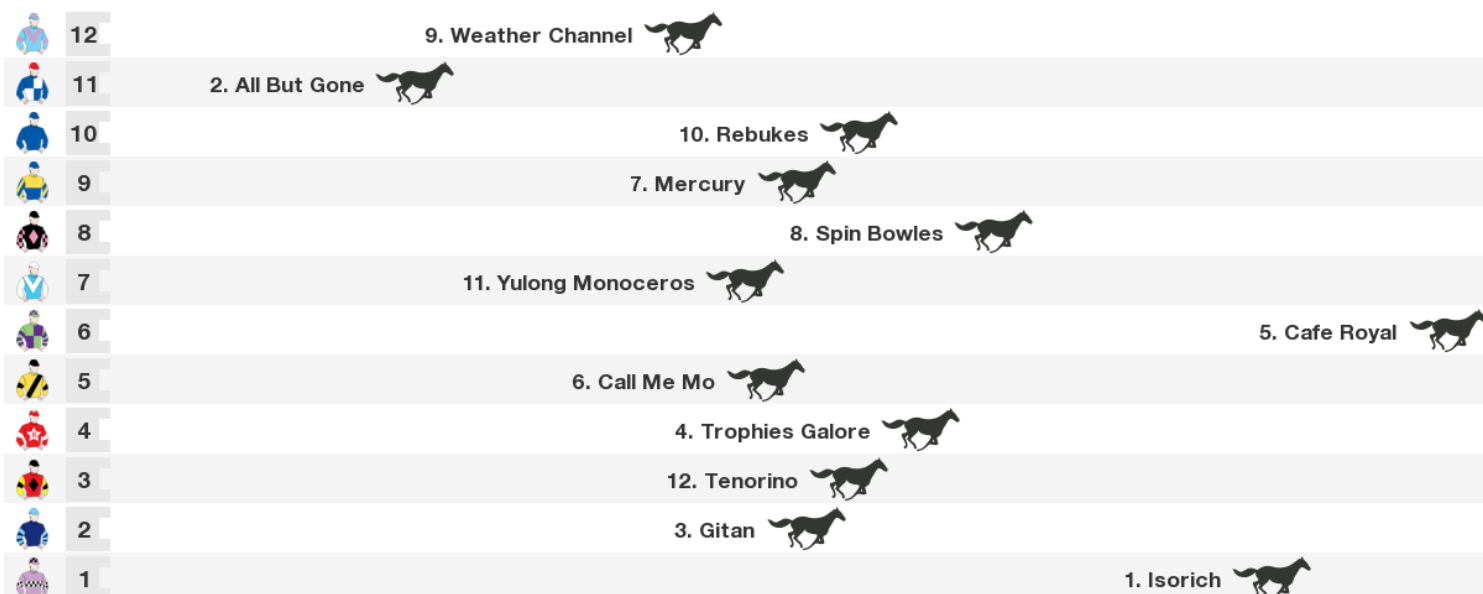 12 9. Weather Channel
11 2. All But Gone
10 10. Rebukes
9 7. Mercury
8 8. Spin Bowles
7 11. Yulong Monoceros
6 5. Cafe Royal
5 6. Call Me Mo
4 4. Trophies Galore
3 12. Tenorino
2 3. Gitan
1 1. Isorich